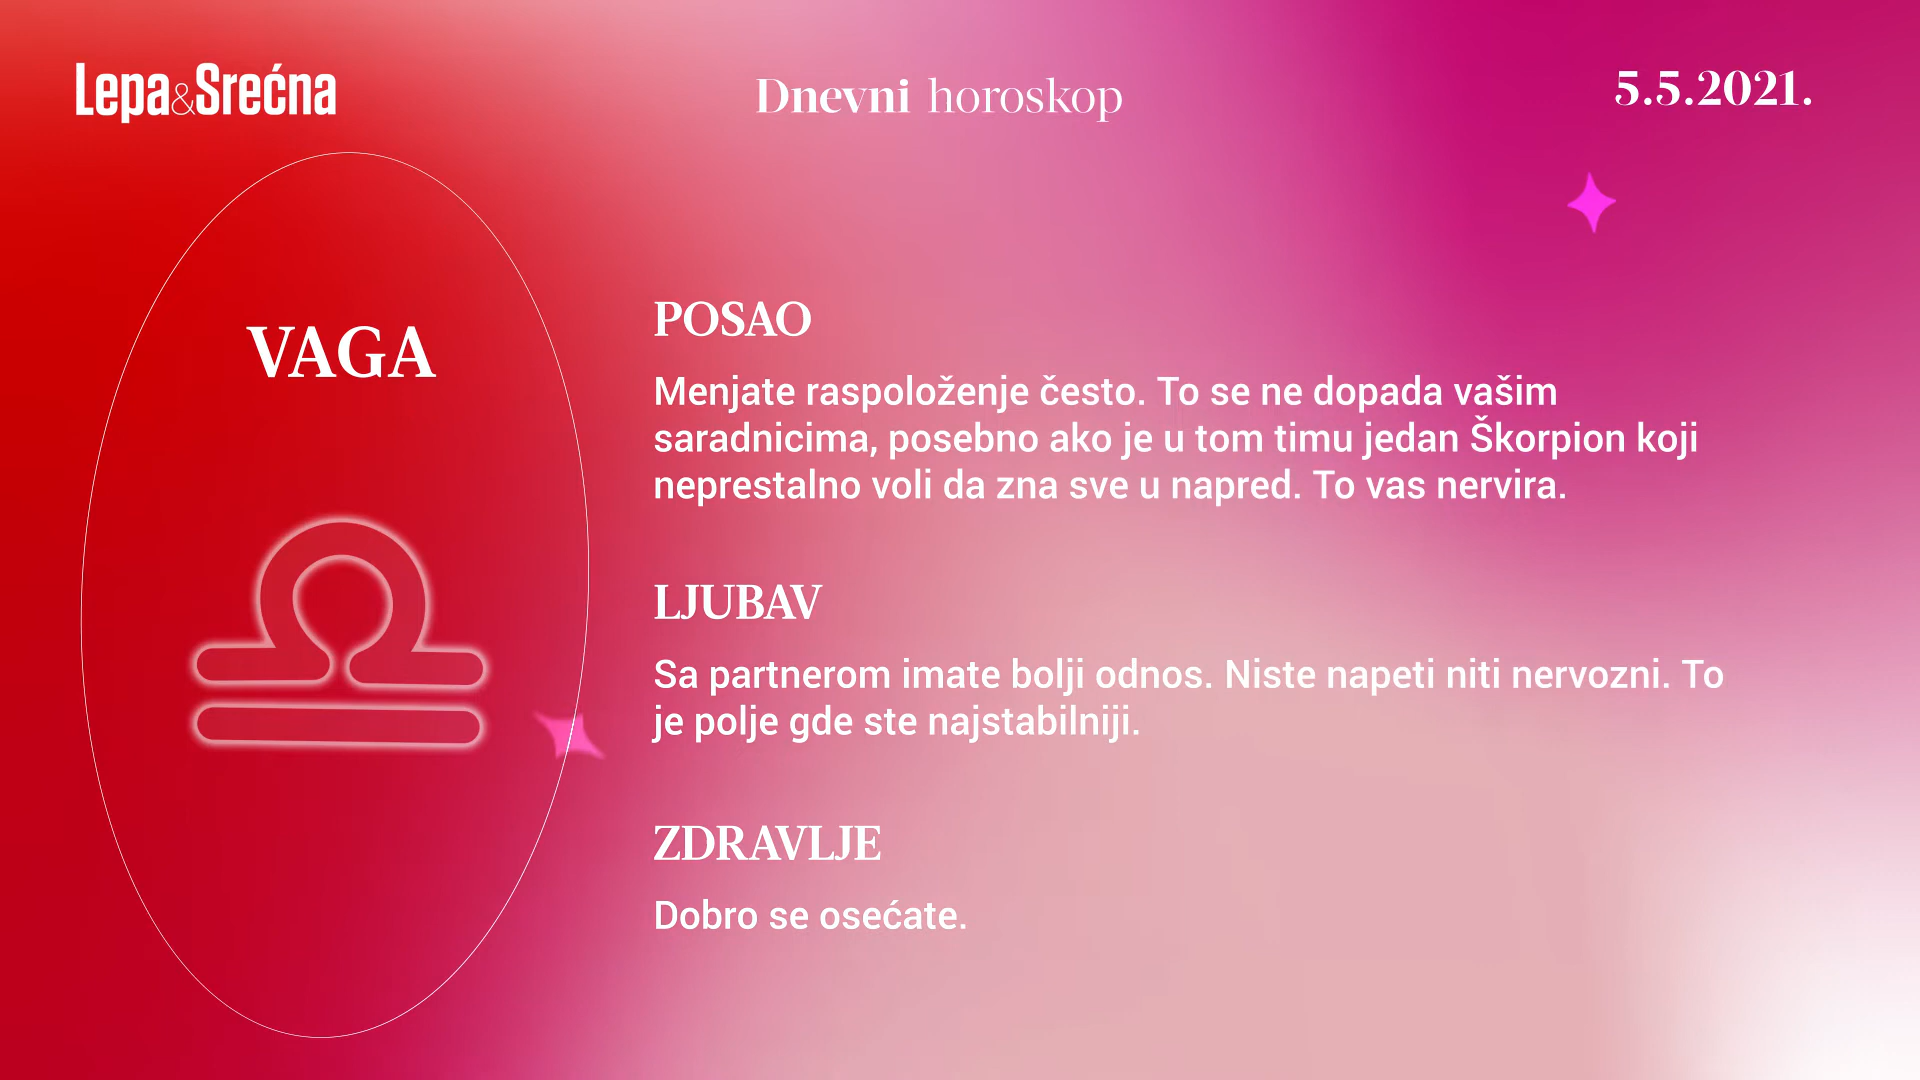 Lepa&Srećna
Dnevni horoskop
5.5.2021.
VAGA
POSAO
Menjate raspoloženje često. To se ne dopada vašim
saradnicima, posebno ako je u tom timu jedan Škorpion koji
neprestalno voli da zna sve u napred. To vas nervira.
LJUBAV
Sa partnerom imate bolji odnos. Niste napeti niti nervozni. To
je polje gde ste najstabilniji.
ZDRAVLJE
Dobro se osećate.